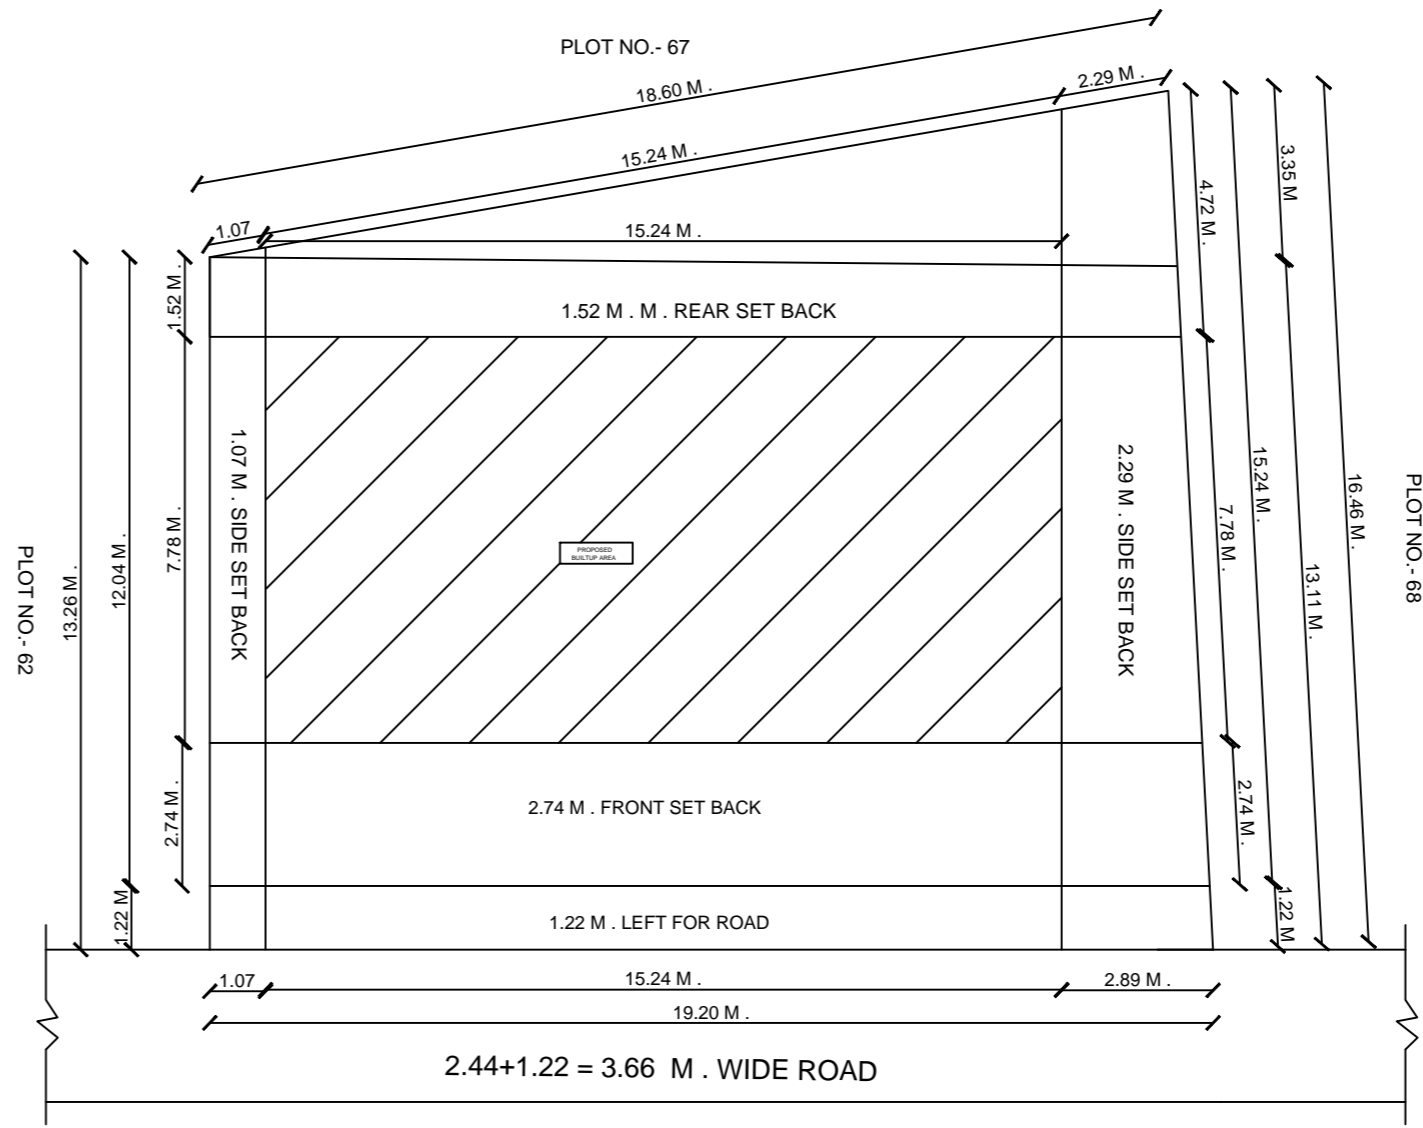 PLOT NO.- 67
18.60 M .
2.29 M .
15.24 M .
1.07
15.24 M .
3.35 M
4.72 M .
1.52 M .
1.52 M . M . REAR SET BACK
1.07 M . SIDE SET BACK
2.29 M . SIDE SET BACK
PROPOSED
BUILTUP AREA
PLOT NO.- 62
13.26 M .
12.04 M .
7.78 M .
7.78 M .
15.24 M .
13.11 M .
16.46 M .
PLOT NO.- 68
2.74 M .
2.74 M . FRONT SET BACK
2.74 M .
1.22 M
1.22 M . LEFT FOR ROAD
1.22 M
1.07
15.24 M .
2.89 M .
19.20 M .
2.44+1.22 = 3.66 M . WIDE ROAD